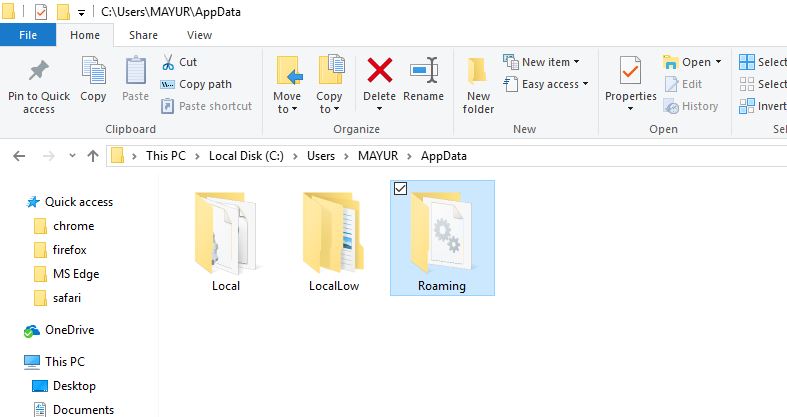 C:\Users\MAYUR\AppData
File Home Share View
Pin to Quick access
Copy
Paste
Cut
Copy path
Paste shortcut
Clipboard
Move to
Copy to
Delete
Rename
Organize
New folder
New item
Easy access
New
Properties
Open
Edit
History
Open
Select
Select
Invert
Sel
This PC > Local Disk (C:) > Users > MAYUR > AppData
Quick access
chrome
firefox
MS Edge
safari
OneDrive
This PC
Desktop
Documents
Local
LocalLow
Roaming